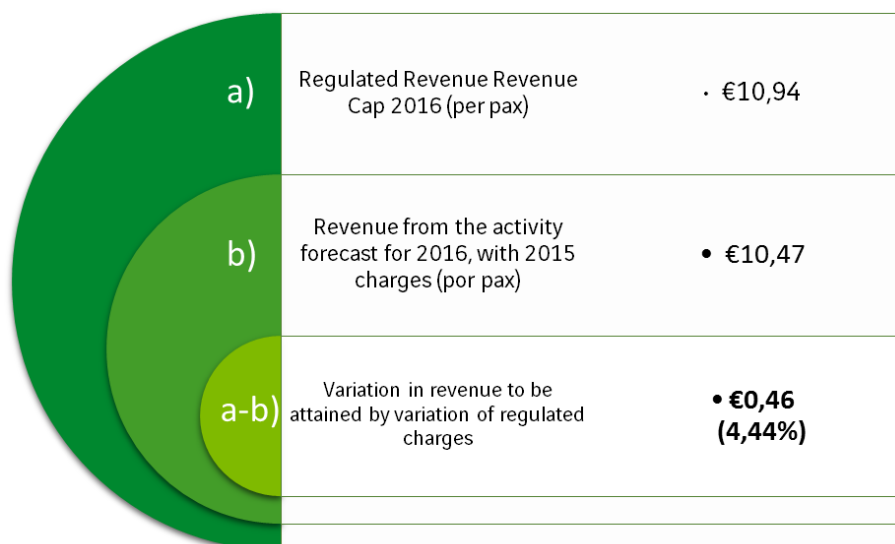 a)
Regulated Revenue Revenue
Cap 2016 (per pax)
· €10,94
b)
Revenue from the activity
forecast for 2016, with 2015
charges (por pax)
• €10,47
a-b)
Variation in revenue to be
attained by variation of regulated
charges
• €0,46
(4,44%)